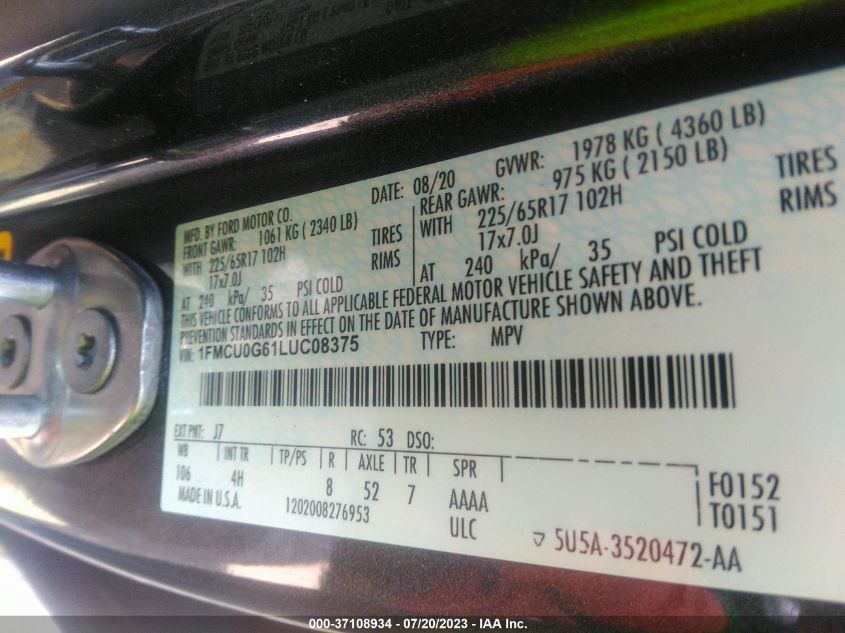 MFD. BY FORD MOTOR CO.
DATE: 08/20 GVWR: 1978 KG ( 4360 LB)
FRONT GAWR: 1061 KG ( 2340 LB)
REAR GAWR: 975 KG ( 2150 LB)
WITH 225/65R17 102H TIRES
WITH 225/65R17 102H TIRES
17x7.0J RIMS
17x7.0J RIMS
AT 240 kPa/ 35 PSI COLD
AT 240 kPa/ 35 PSI COLD
THIS VEHICLE CONFORMS TO ALL APPLICABLE FEDERAL MOTOR VEHICLE SAFETY AND THEFT
PREVENTION STANDARDS IN EFFECT ON THE DATE OF MANUFACTURE SHOWN ABOVE.
VIN: 1FMCU0G61LUC08375 TYPE: MPV
EXT PNT: J7 RC: 53 DSO:
WB INT TR TP/PS R AXLE TR SPR
106 4H 8 52 7 AAAA F0152
MADE IN U.S.A. 1202008276953 ULC T0151
5U5A-3520472-AA
000-37108934 - 07/20/2023 - IAA Inc.